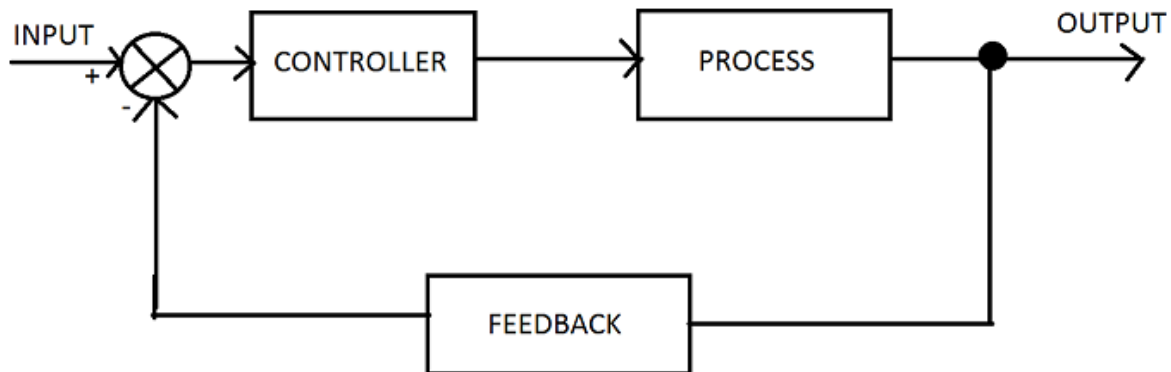 INPUT
+
-
CONTROLLER
PROCESS
OUTPUT
FEEDBACK